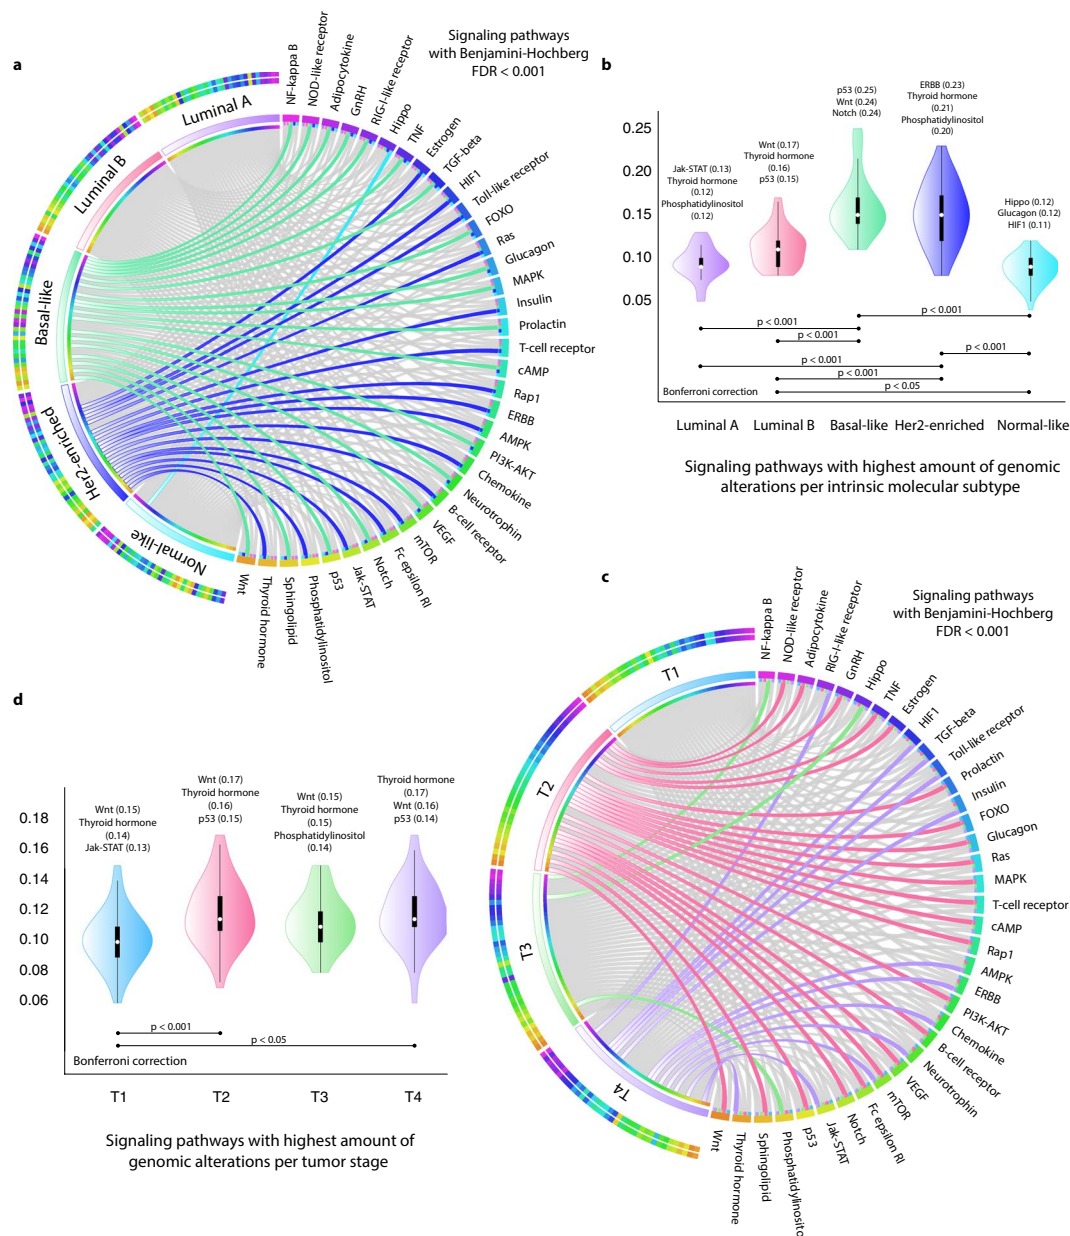 a
Signaling pathways
with Benjamini-Hochberg
FDR < 0.001
Luminal A
Luminal B
Basal-like
Her2-enriched
Normal-like
NF-kappa B
NOD-like receptor
Adipocytokine
GnRH
RIG-I-like receptor
Hippo
TNF
Estrogen
TGF-beta
HIF1
Toll-like receptor
FOXO
Ras
Glucagon
MAPK
Insulin
Prolactin
T-cell receptor
cAMP
Rap1
ERBB
AMPK
PI3K-AKT
Chemokine
Neurotrophin
B-cell receptor
VEGF
mTOR
Fc epsilon RI
Notch
Jak-STAT
p53
Phosphatidylinositol
Sphingolipid
Thyroid hormone
Wnt
b
0.25
0.20
0.15
0.10
0.05
Jak-STAT (0.13)
Thyroid hormone
(0.12)
Phosphatidylinositol
(0.12)
Wnt (0.17)
Thyroid hormone
(0.16)
p53 (0.15)
p53 (0.25)
Wnt (0.24)
Notch (0.24)
ERBB (0.23)
Thyroid hormone
(0.21)
Phosphatidylinositol
(0.20)
Hippo (0.12)
Glucagon (0.12)
HIF1 (0.11)
p < 0.001
p < 0.001
p < 0.001
p < 0.001
p < 0.001
p < 0.001
p < 0.05
Bonferroni correction
Luminal A
Luminal B
Basal-like
Her2-enriched
Normal-like
Signaling pathways with highest amount of genomic
alterations per intrinsic molecular subtype
c
Signaling pathways
with Benjamini-Hochberg
FDR < 0.001
T1
T2
T3
T4
NF-kappa B
NOD-like receptor
Adipocytokine
RIG-I-like receptor
GnRH
Hippo
TNF
Estrogen
HIF1
TGF-beta
Toll-like receptor
Prolactin
Insulin
FOXO
Glucagon
Ras
MAPK
T-cell receptor
cAMP
Rap1
AMPK
ERBB
PI3K-AKT
Chemokine
B-cell receptor
Neurotrophin
VEGF
mTOR
Fc epsilon RI
Notch
Jak-STAT
p53
Phosphatidylinosito
Sphingolipid
Thyroid hormone
Wnt
d
0.18
0.16
0.14
0.12
0.10
0.08
0.06
Wnt (0.15)
Thyroid hormone
(0.14)
Jak-STAT (0.13)
Wnt (0.17)
Thyroid hormone
(0.16)
p53 (0.15)
Wnt (0.15)
Thyroid hormone
(0.15)
Phosphatidylinositol
(0.14)
Thyroid hormone
(0.17)
Wnt (0.16)
p53 (0.14)
p < 0.001
p < 0.05
Bonferroni correction
T1
T2
T3
T4
Signaling pathways with highest amount of
genomic alterations per tumor stage